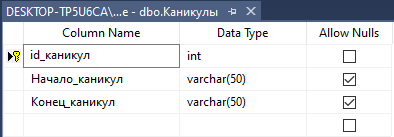 DESKTOP-TP5U6CA\...e - dbo.Каникулы
Column Name Data Type Allow Nulls
id_каникул int
Начало_каникул varchar(50)
Конец_каникул varchar(50)